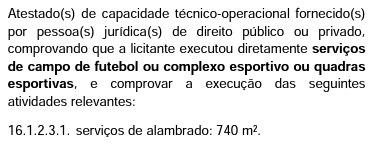 Atestado(s) de capacidade técnico-operacional fornecido(s)
por pessoa(s) jurídica(s) de direito público ou privado,
comprovando que a licitante executou diretamente serviços
de campo de futebol ou complexo esportivo ou quadras
esportivas, e comprovar a execução das seguintes
atividades relevantes:
16.1.2.3.1. serviços de alambrado: 740 m².